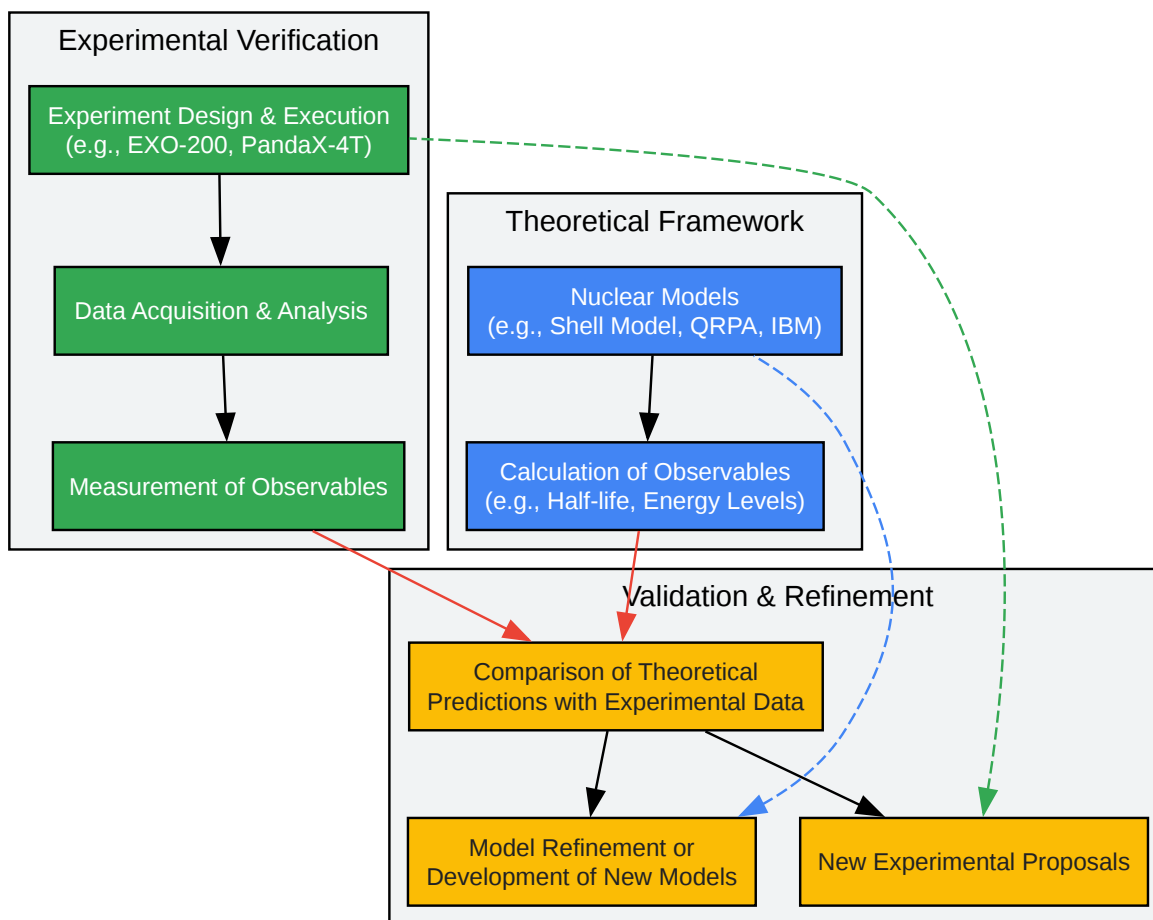 Experimental Verification
Experiment Design & Execution
(e.g., EXO-200, PandaX-4T)
Data Acquisition & Analysis
Measurement of Observables
Theoretical Framework
Nuclear Models
(e.g., Shell Model, QRPA, IBM)
Calculation of Observables
(e.g., Half-life, Energy Levels)
Validation & Refinement
Comparison of Theoretical
Predictions with Experimental Data
Model Refinement or
Development of New Models
New Experimental Proposals